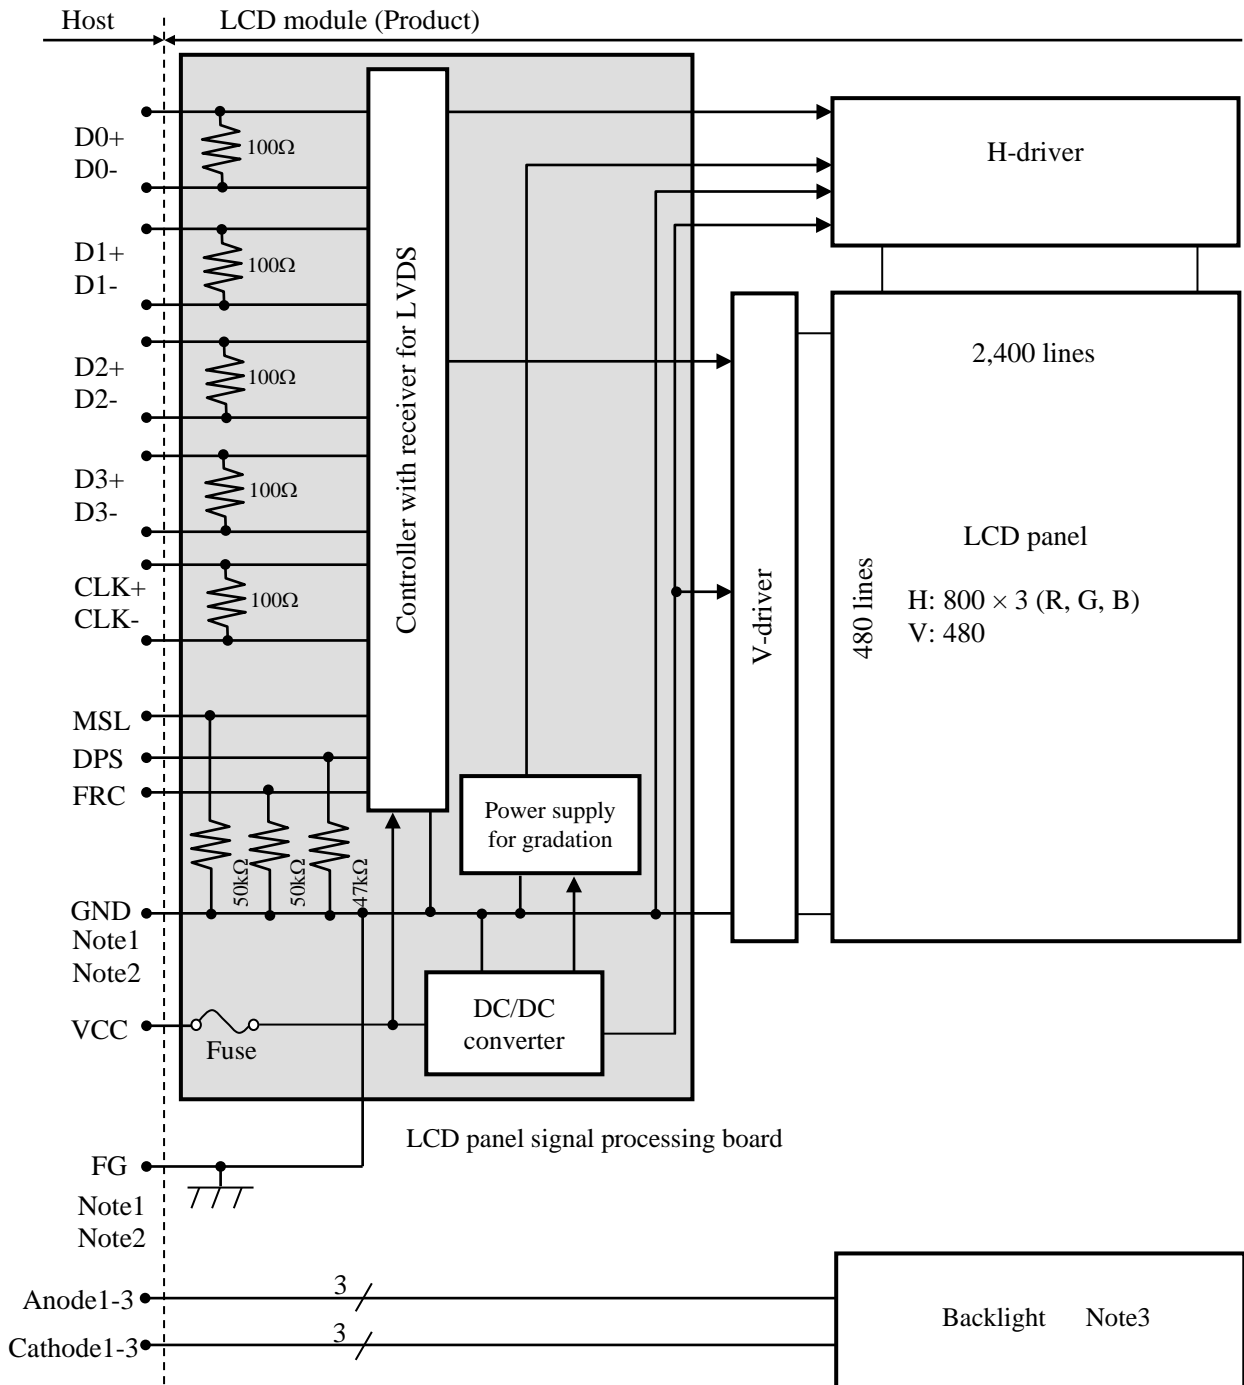 Host
LCD module (Product)
D0+
D0-
100Ω
D1+
D1-
100Ω
D2+
D2-
100Ω
D3+
D3-
100Ω
CLK+
CLK-
100Ω
MSL
DPS
FRC
50kΩ
50kΩ
47kΩ
GND
Note1
Note2
VCC
Fuse
Controller with receiver for LVDS
Power supply
for gradation
DC/DC
converter
LCD panel signal processing board
H-driver
V-driver
2,400 lines
480 lines
LCD panel
H: 800 × 3 (R, G, B)
V: 480
FG
Note1
Note2
Anode1-3
3
Cathode1-3
3
Backlight Note3